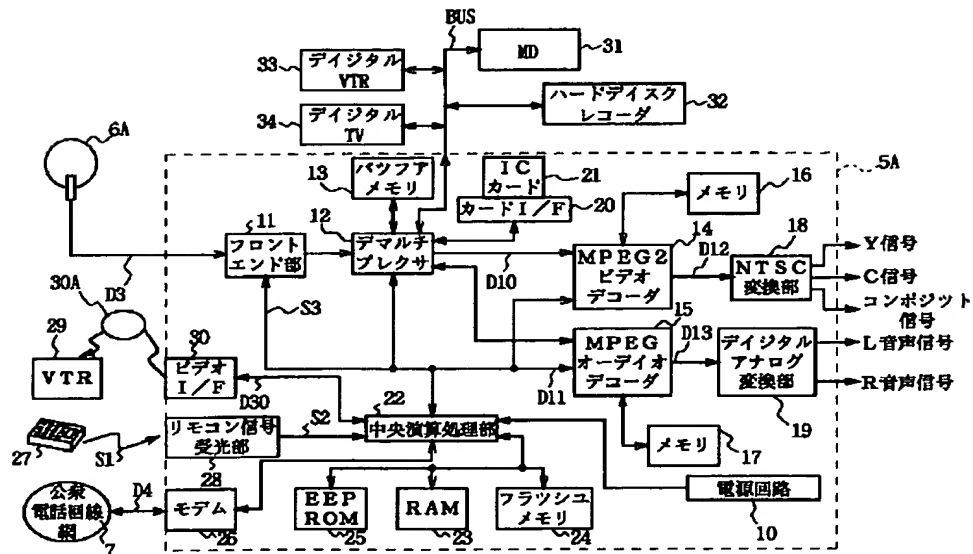 BUS
MD
31
33
デイジタル
VTR
ハードデイスク
レコーダ
32
34
デイジタル
TV
6A
5A
13
バツフア
メモリ
IC
カード
21
カードI／F
20
メモリ
16
11
フロント
エンド部
12
デマルチ
プレクサ
14
MPEG2
ビデオ
デコーダ
D12
18
NTSC
変換部
Y信号
C信号
コンポジット
信号
D3
D10
30A
S3
15
MPEG
オーデイオ
デコーダ
D13
デイジタル
アナログ
変換部
L音声信号
R音声信号
29
VTR
30
ビデオ
I／F
D30
D11
19
22
中央演算処理部
27
S1
リモコン信号
受光部
S2
28
メモリ
17
公衆
電話回線
網
7
D4
モデム
26
EEP
ROM
25
RAM
23
フラッシユ
メモリ
24
電源回路
10